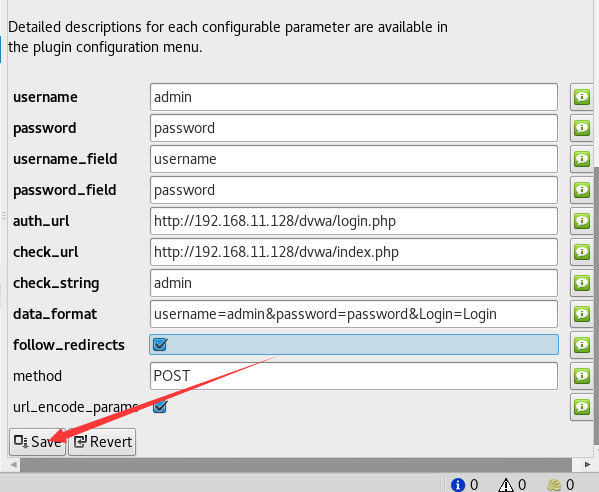 Detailed descriptions for each configurable parameter are available in
the plugin configuration menu.
username admin
password password
username_field username
password_field password
auth_url http://192.168.11.128/dvwa/login.php
check_url http://192.168.11.128/dvwa/index.php
check_string admin
data_format username=admin&password=password&Login=Login
follow_redirects
method POST
url_encode_params
Save Revert
0 0 0